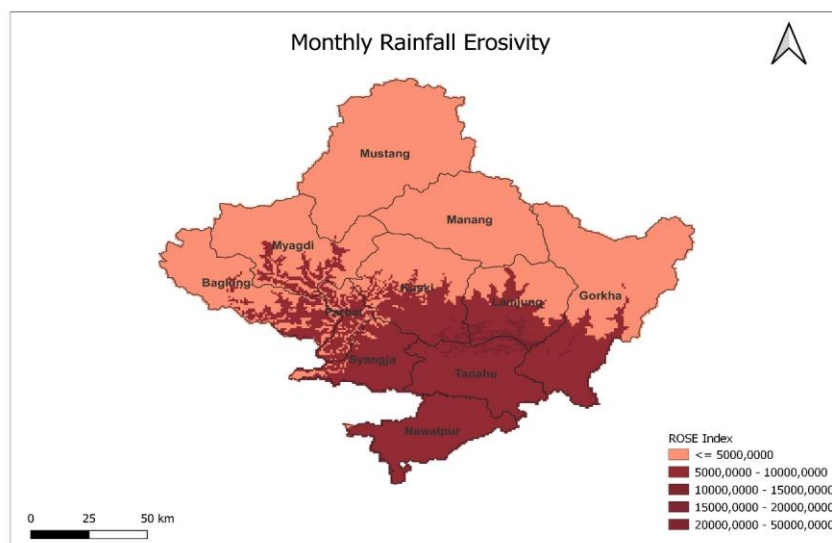 Monthly Rainfall Erosivity
Mustang
Manang
Myagdi
Baglung
Kaski
Lamjung
Gorkha
Parbat
Syangja
Tanahu
Nawalpur
ROSE Index
<= 5000,0000
5000,0000 - 10000,0000
10000,0000 - 15000,0000
15000,0000 - 20000,0000
20000,0000 - 50000,0000
0 25 50 km